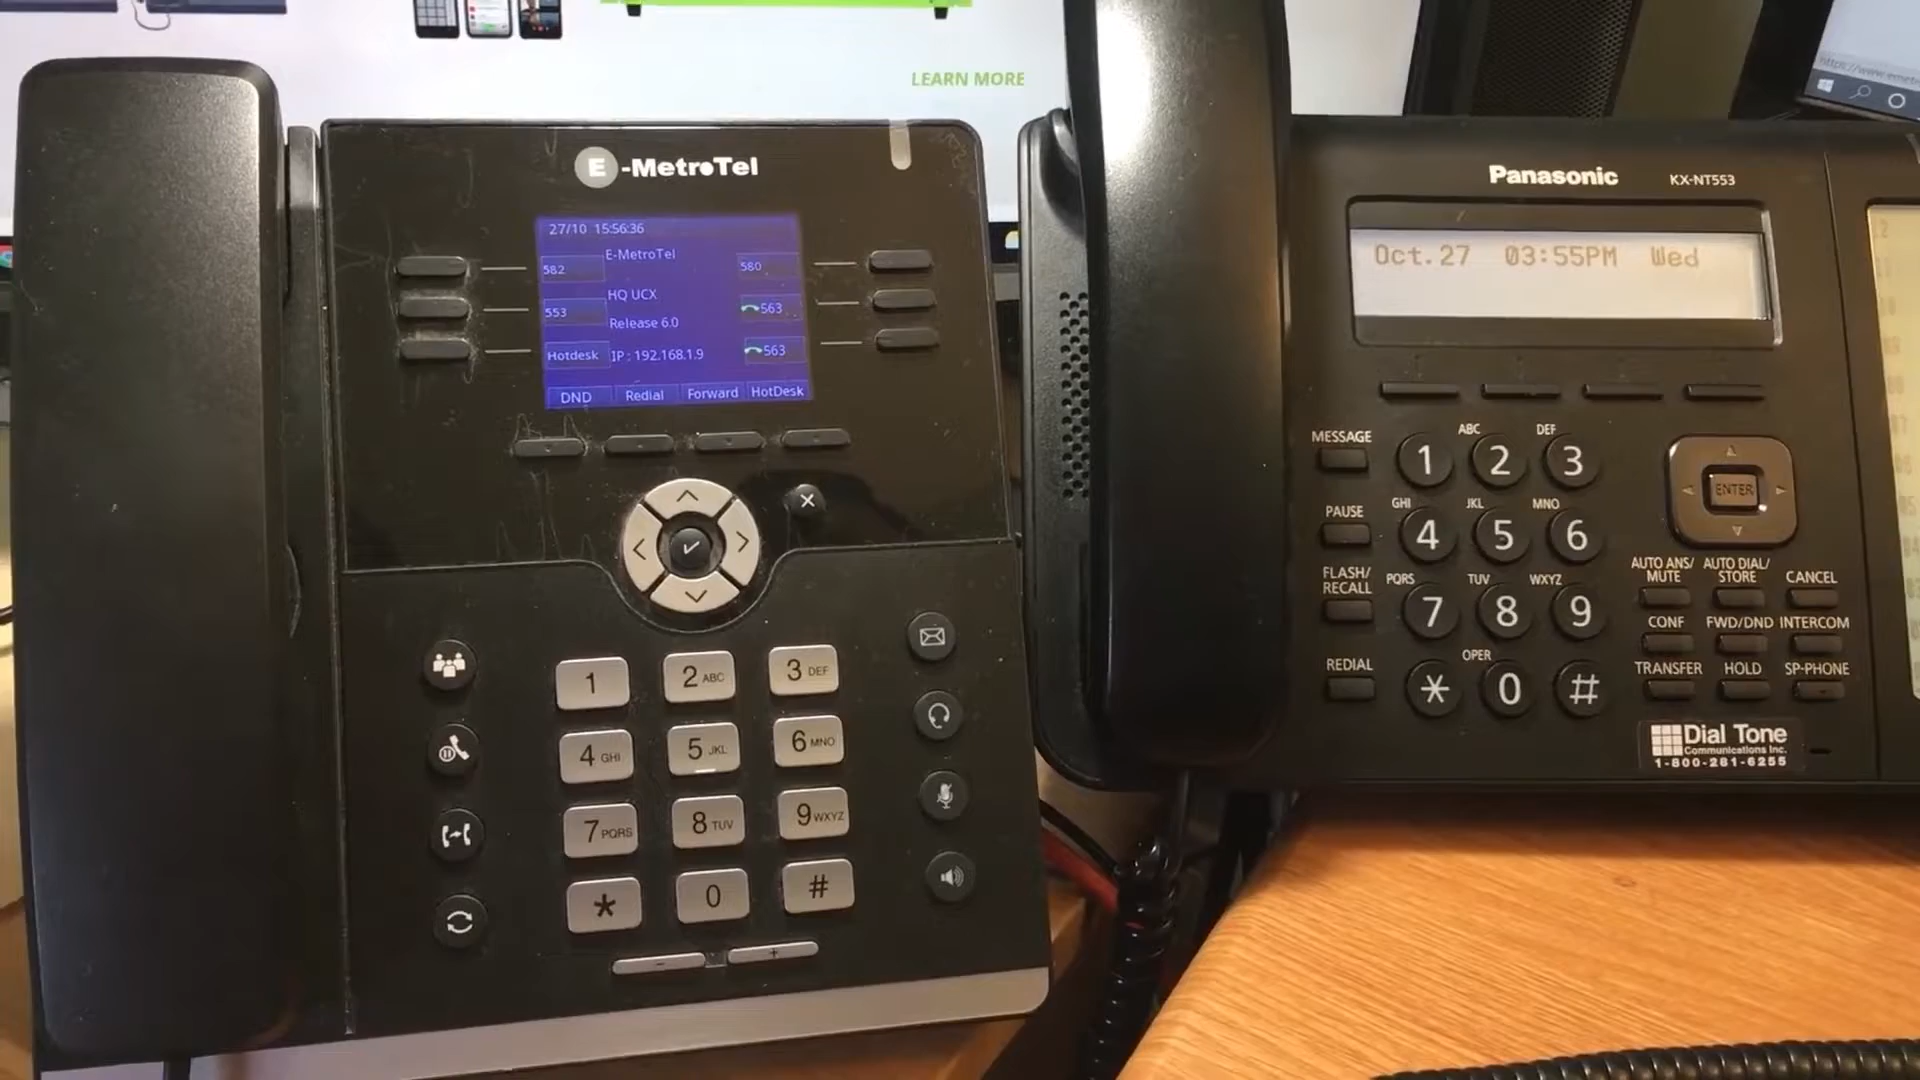 LEARN MORE
E-MetroTel
27/10 15:56:36
E-MetroTel
582
580
HQ UCX
553
563
Release 6.0
Hotdesk
IP : 192.168.1.9
563
DND Redial Forward HotDesk
1
2 ABC
3 DEF
4 GHI
5 JKL
6 MNO
7 PQRS
8 TUV
9 WXYZ
*
0
#
-
+
Panasonic
KX-NT553
Oct.27 03:55PM Wed
MESSAGE
1
ABC
2
DEF
3
ENTER
PAUSE
GHI
4
JKL
5
MNO
6
FLASH/
RECALL
PQRS
7
TUV
8
WXYZ
9
AUTO ANS/
MUTE
AUTO DIAL/
STORE
CANCEL
CONF
FWD/DND
INTERCOM
REDIAL
*
OPER
0
#
TRANSFER
HOLD
SP-PHONE
Dial Tone
Communications Inc.
1-800-281-6255